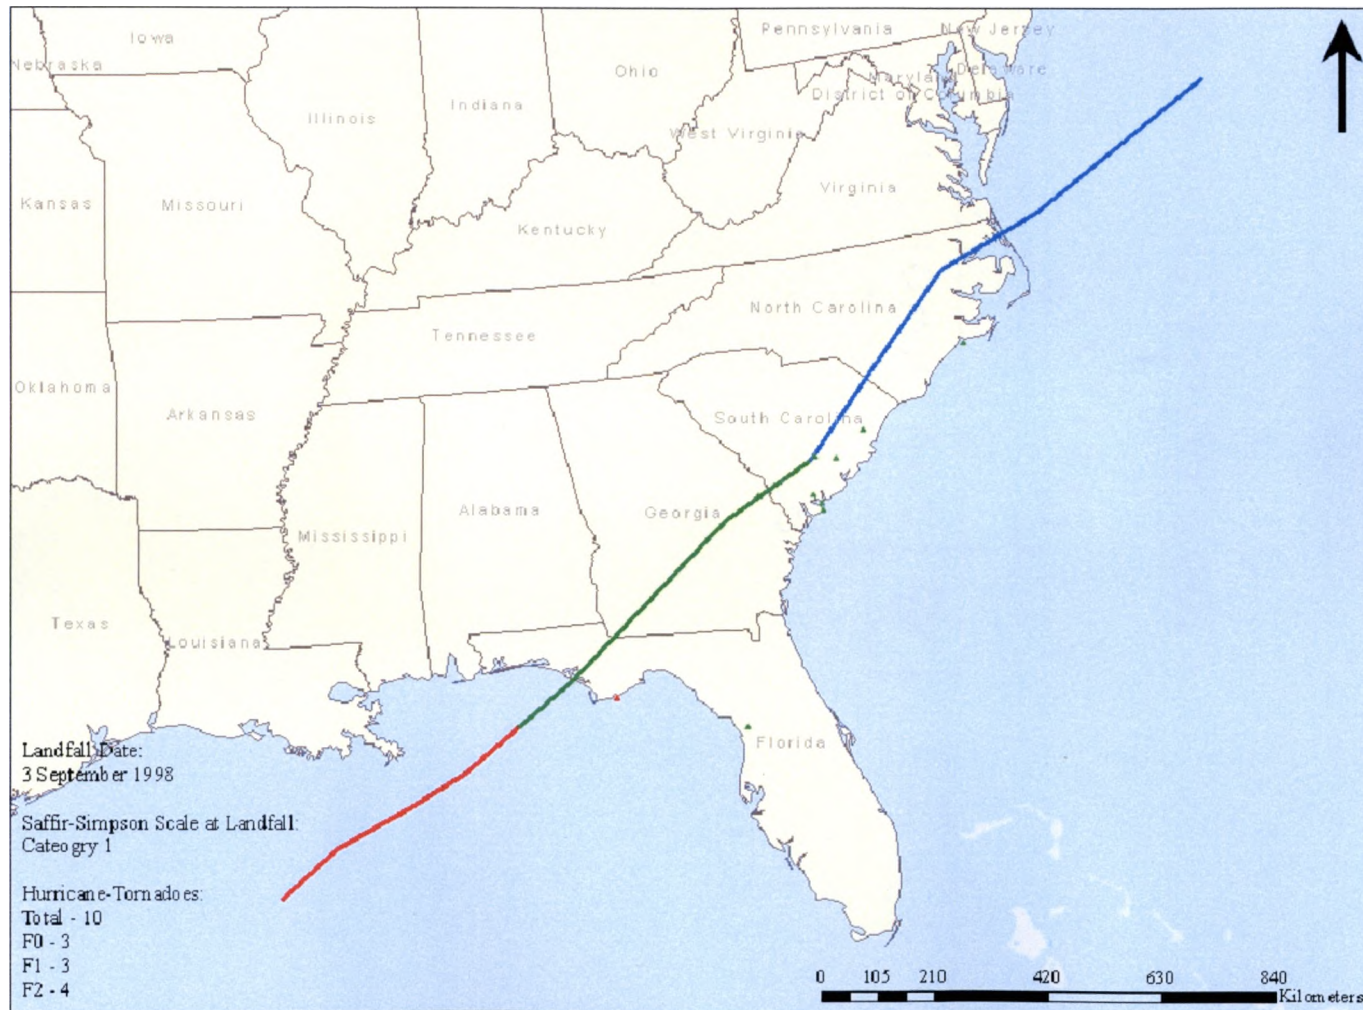 Iowa
Pennsylvania
New Jersey
Nebraska
Ohio
Maryland
Delaware
Indiana
District of Columbia
Illinois
West Virginia
Virginia
Kansas
Missouri
Kentucky
North Carolina
Tennessee
Oklahoma
Arkansas
South Carolina
Mississippi
Alabama
Georgia
Texas
Louisiana
Florida
Landfall Date:
3 September 1998
Saffir-Simpson Scale at Landfall:
Cateogry 1
Hurricane-Tornadoes:
Total - 10
F0 - 3
F1 - 3
F2 - 4
0 105 210 420 630 840
Kilometers